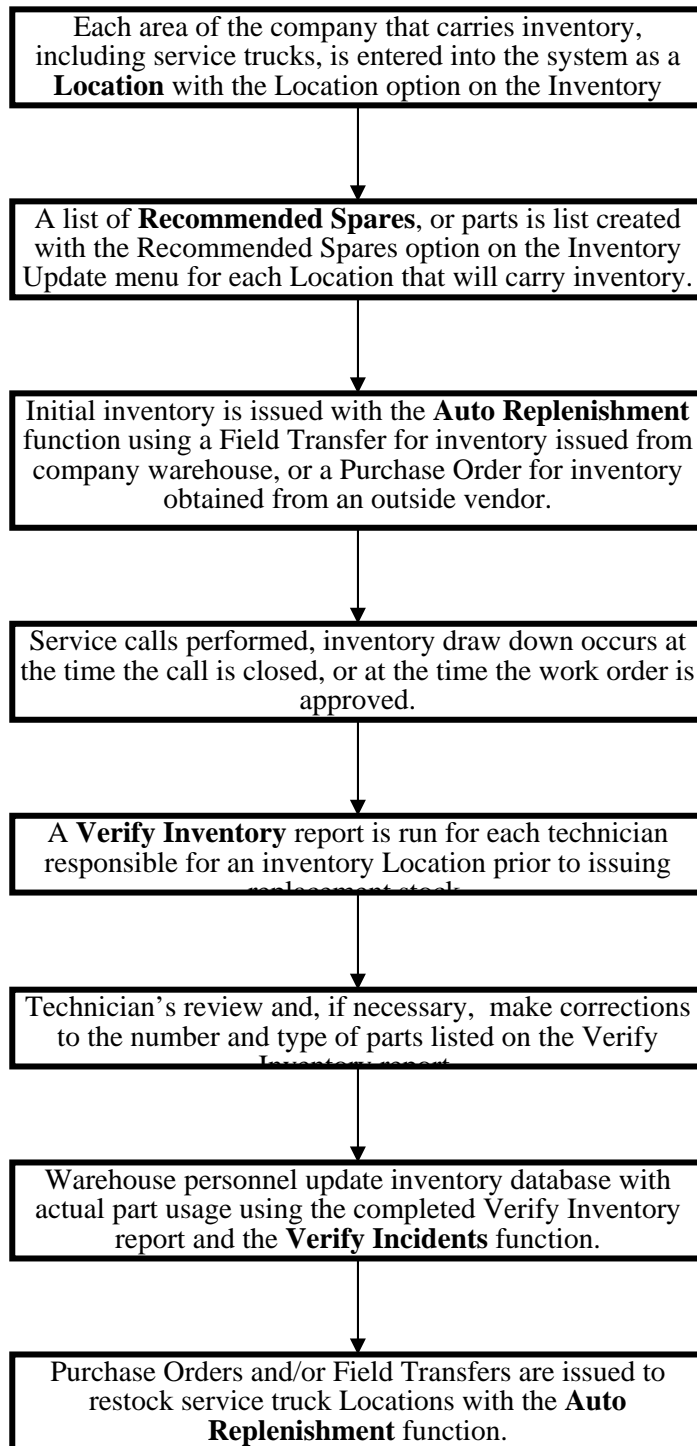 Each area of the company that carries inventory,
including service trucks, is entered into the system as a
Location with the Location option on the Inventory
A list of Recommended Spares, or parts is list created
with the Recommended Spares option on the Inventory
Update menu for each Location that will carry inventory.
Initial inventory is issued with the Auto Replenishment
function using a Field Transfer for inventory issued from
company warehouse, or a Purchase Order for inventory
obtained from an outside vendor.
Service calls performed, inventory draw down occurs at
the time the call is closed, or at the time the work order is
approved.
A Verify Inventory report is run for each technician
responsible for an inventory Location prior to issuing
replacement stock
Technician’s review and, if necessary,  make corrections
to the number and type of parts listed on the Verify
Inventory report
Warehouse personnel update inventory database with
actual part usage using the completed Verify Inventory
report and the Verify Incidents function.
Purchase Orders and/or Field Transfers are issued to
restock service truck Locations with the Auto
Replenishment function.